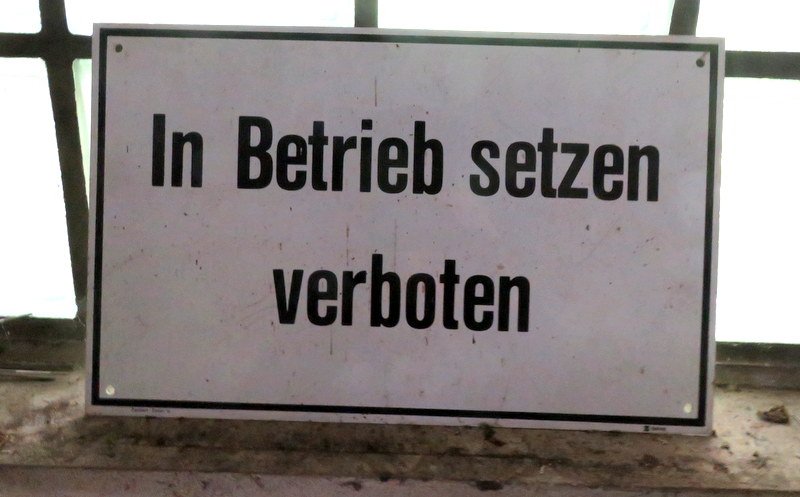 In Betrieb setzen
verboten